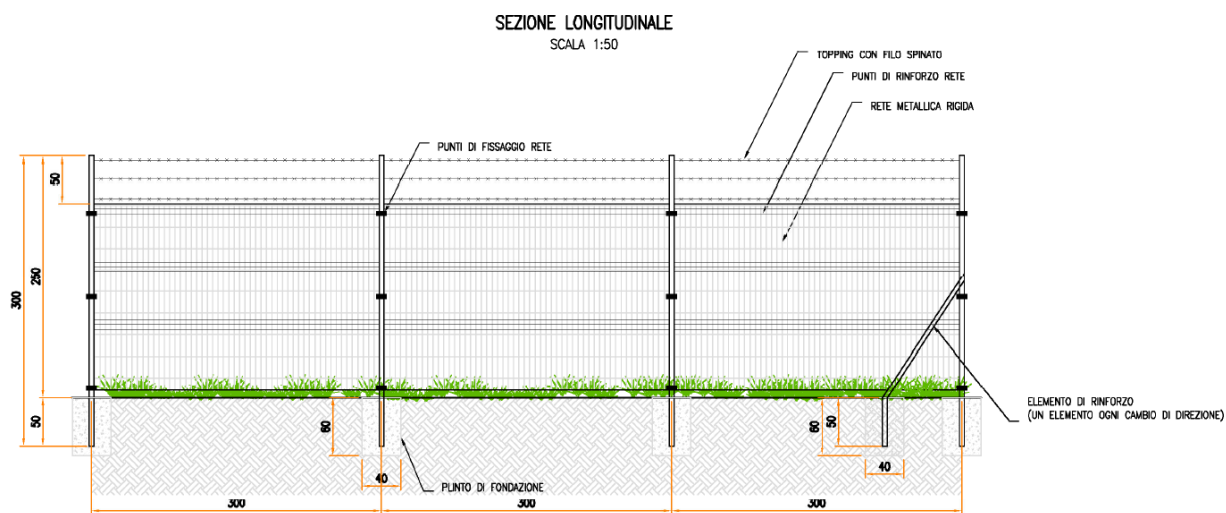 SEZIONE LONGITUDINALE
SCALA 1:50
TOPPING CON FILO SPINATO
PUNTI DI RINFORZO RETE
RETE METALLICA RIGIDA
PUNTI DI FISSAGGIO RETE
50
250
300
50
60
40
60
50
40
ELEMENTO DI RINFORZO
(UN ELEMENTO OGNI CAMBIO DI DIREZIONE)
PLINTO DI FONDAZIONE
300
300
300